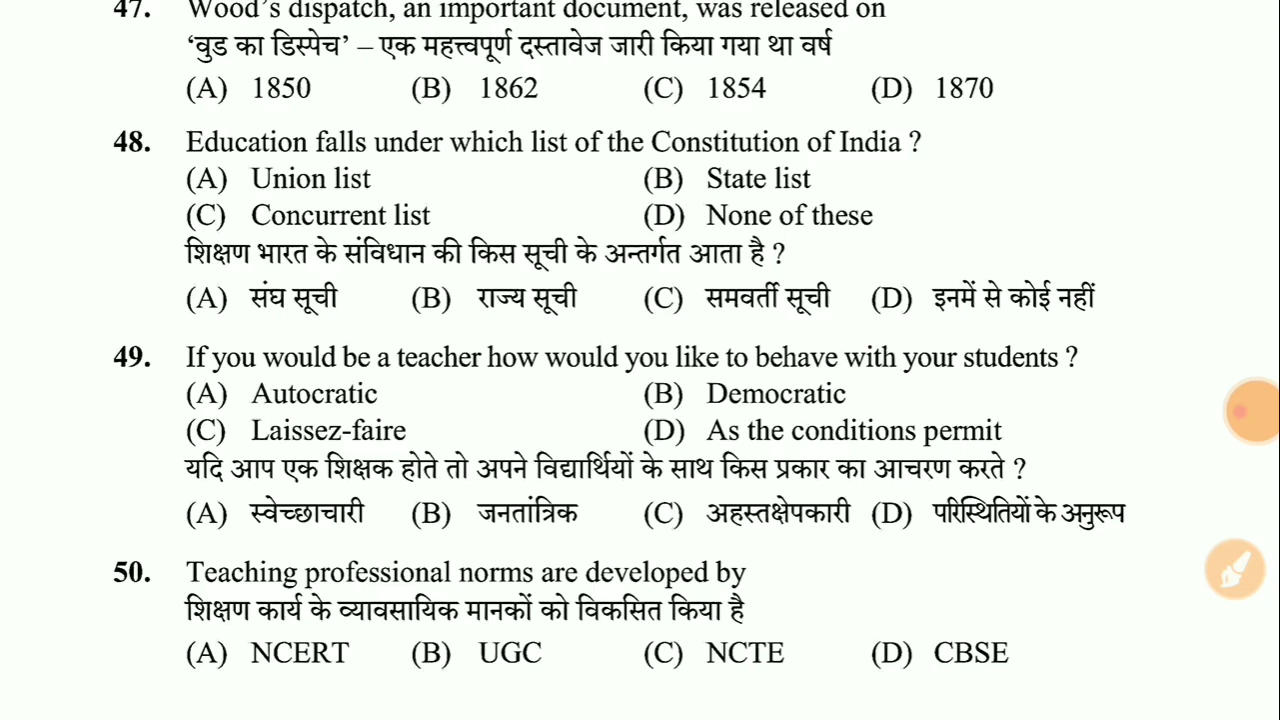 47. Wood's dispatch, an important document, was released on
'वुड का डिस्पेच' – एक महत्त्वपूर्ण दस्तावेज जारी किया गया था वर्ष
(A) 1850 (B) 1862 (C) 1854 (D) 1870
48. Education falls under which list of the Constitution of India ?
(A) Union list (B) State list
(C) Concurrent list (D) None of these
शिक्षण भारत के संविधान की किस सूची के अन्तर्गत आता है ?
(A) संघ सूची (B) राज्य सूची (C) समवर्ती सूची (D) इनमें से कोई नहीं
49. If you would be a teacher how would you like to behave with your students ?
(A) Autocratic (B) Democratic
(C) Laissez-faire (D) As the conditions permit
यदि आप एक शिक्षक होते तो अपने विद्यार्थियों के साथ किस प्रकार का आचरण करते ?
(A) स्वेच्छाचारी (B) जनतांत्रिक (C) अहस्तक्षेपकारी (D) परिस्थितियों के अनुरूप
50. Teaching professional norms are developed by
शिक्षण कार्य के व्यावसायिक मानकों को विकसित किया है
(A) NCERT (B) UGC (C) NCTE (D) CBSE